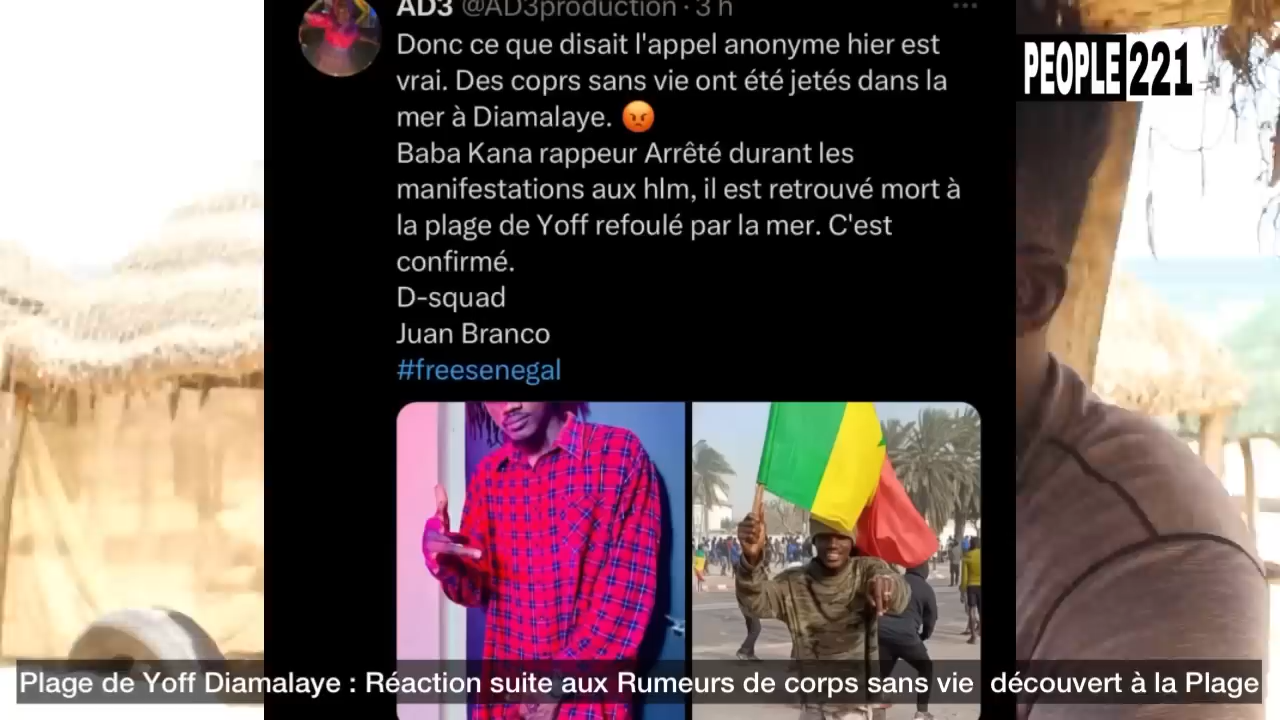 AD3 @AD3production · 3 h
PEOPLE 221
Donc ce que disait l'appel anonyme hier est
vrai. Des coprs sans vie ont été jetés dans la
mer à Diamalaye. 😡
Baba Kana rappeur Arrêté durant les
manifestations aux hlm, il est retrouvé mort à
la plage de Yoff refoulé par la mer. C'est
confirmé.
D-squad
Juan Branco
#freesenegal
Plage de Yoff Diamalaye : Réaction suite aux Rumeurs de corps sans vie découvert à la Plage